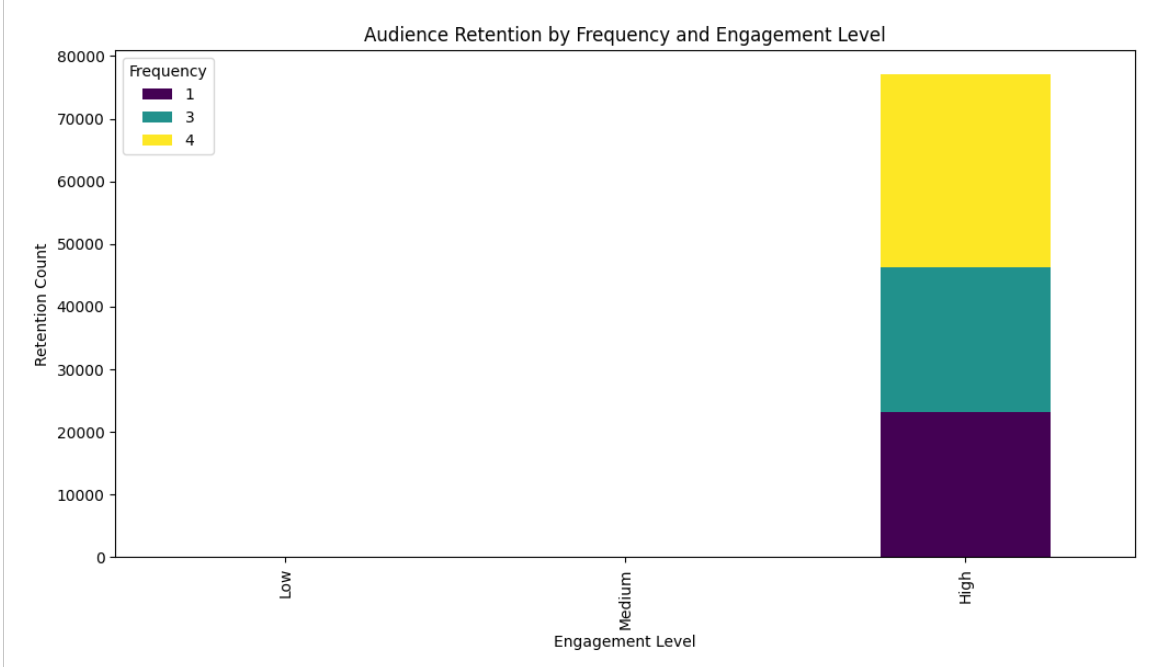 Audience Retention by Frequency and Engagement Level
80000
70000
60000
50000
40000
30000
20000
10000
0
Retention Count
Frequency
1
3
4
Low
Medium
High
Engagement Level